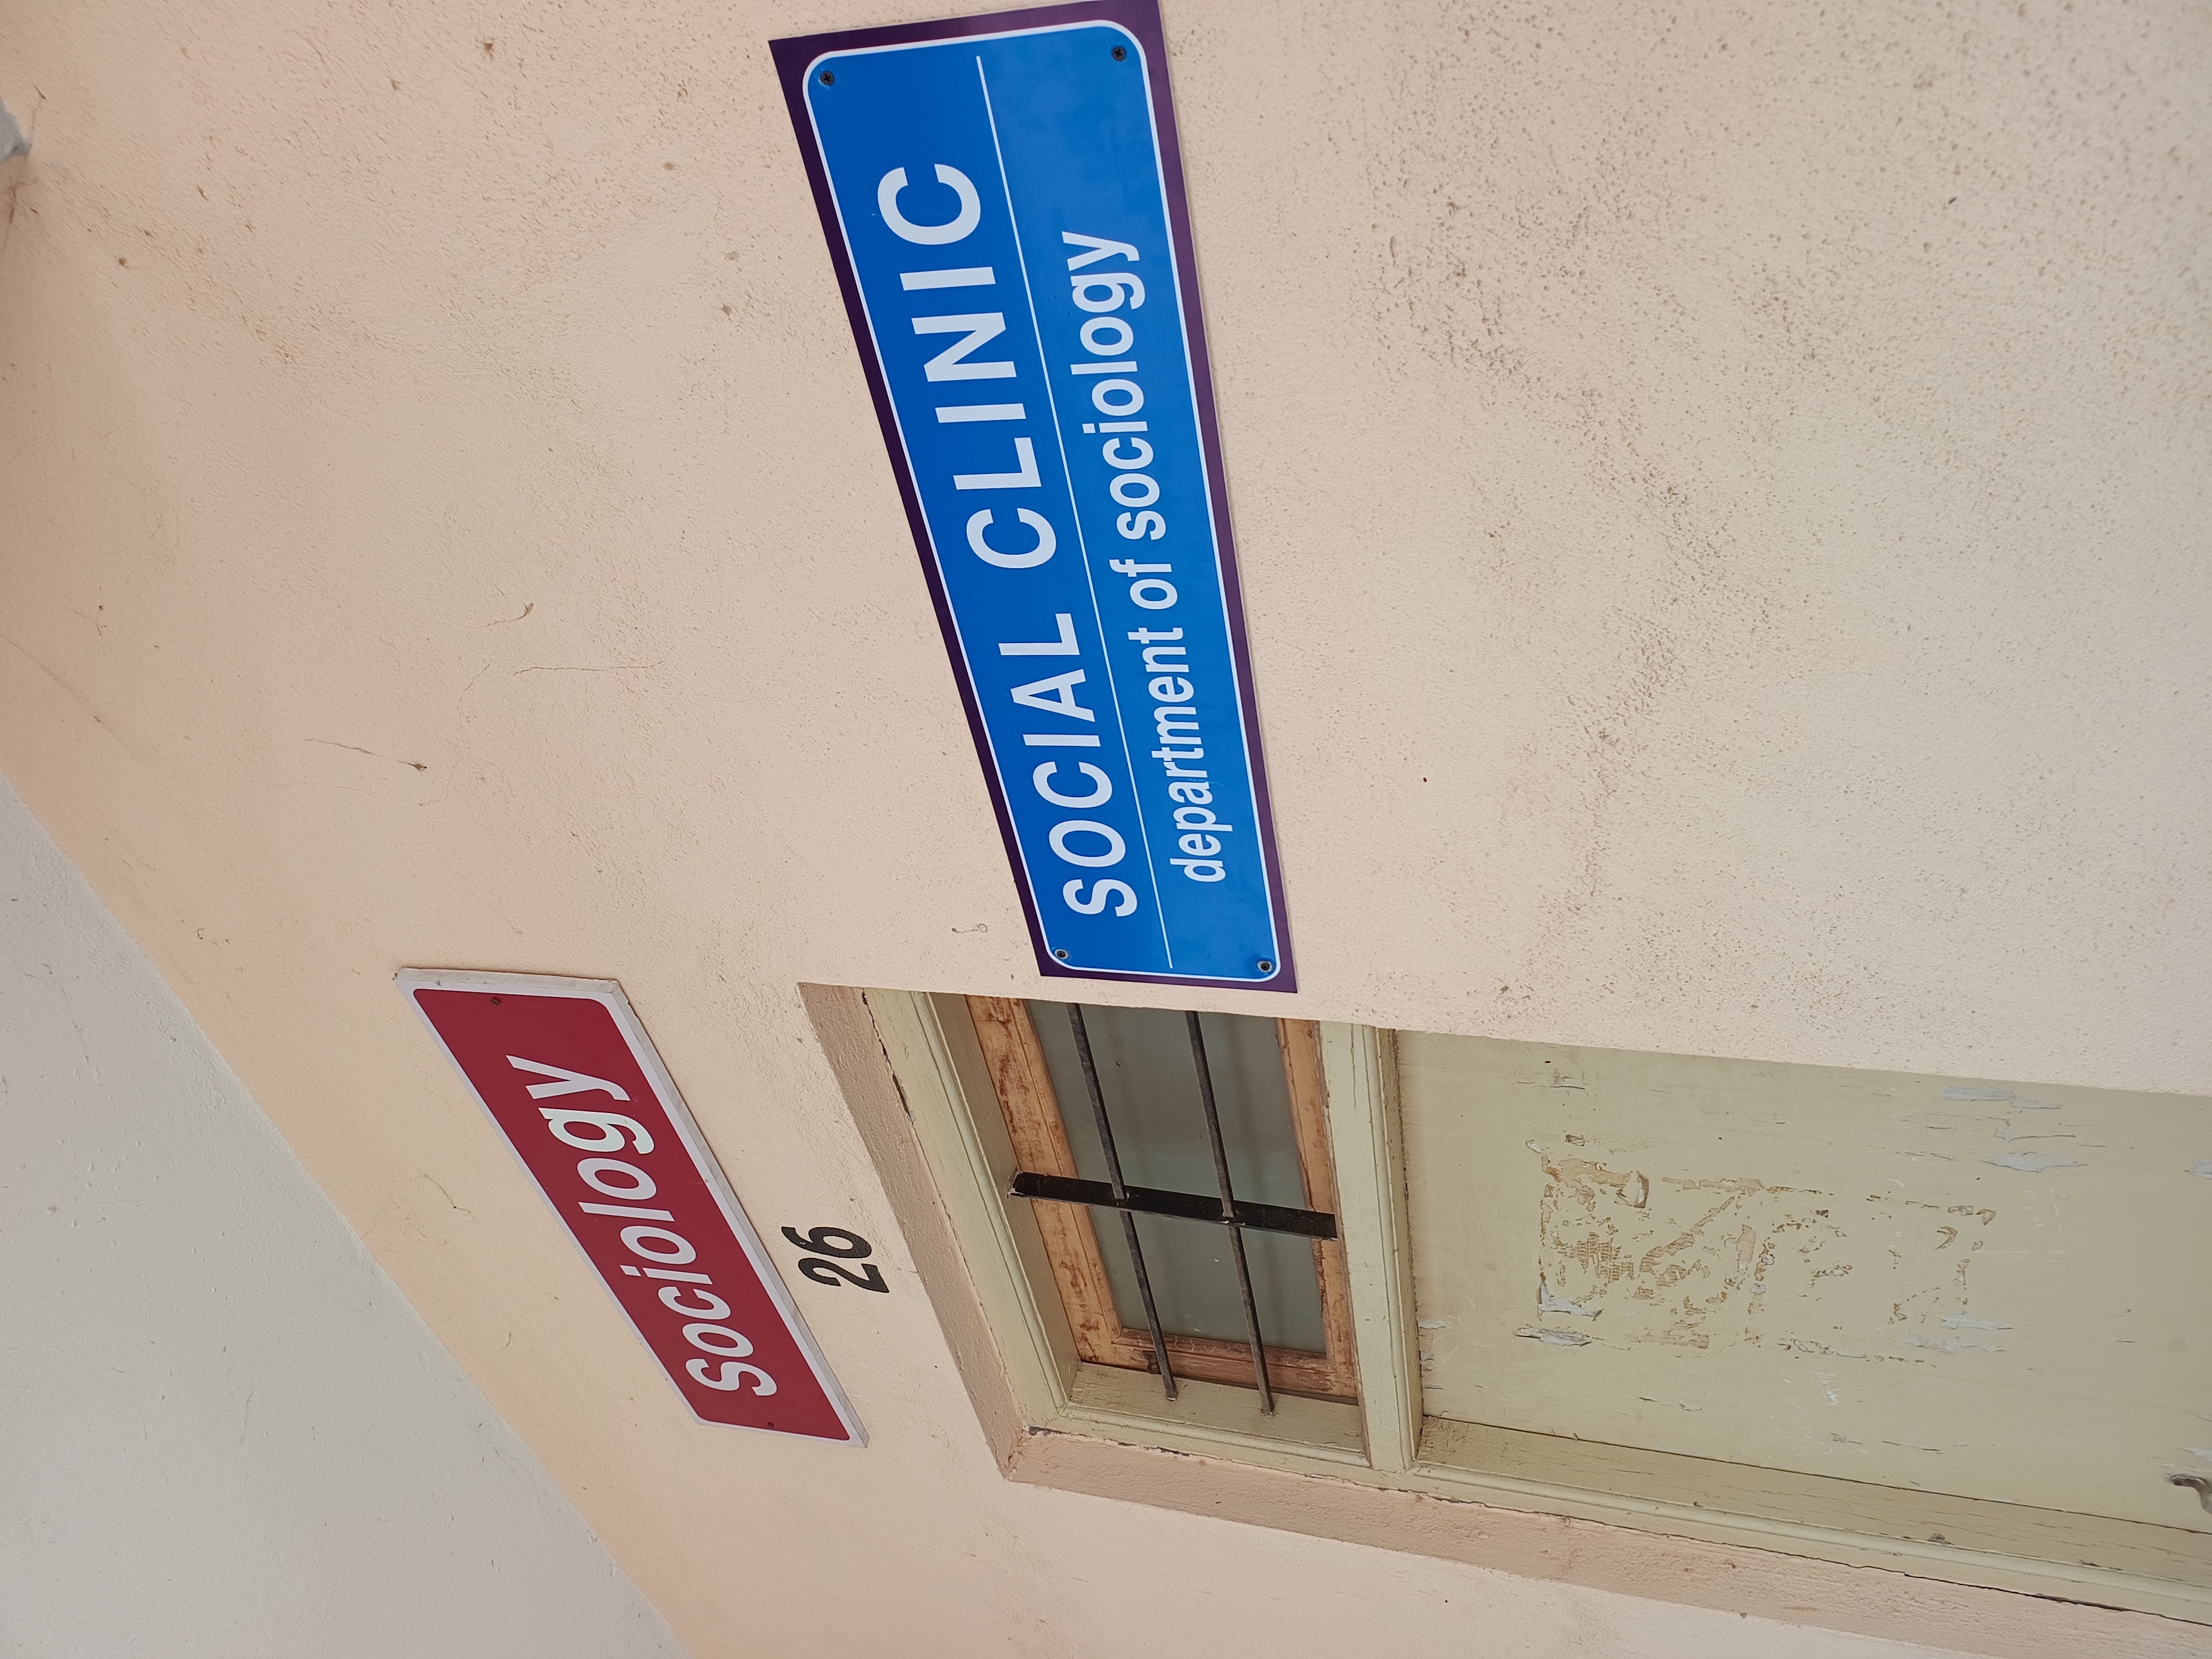 Sociology
26
SOCIAL CLINIC
department of sociology